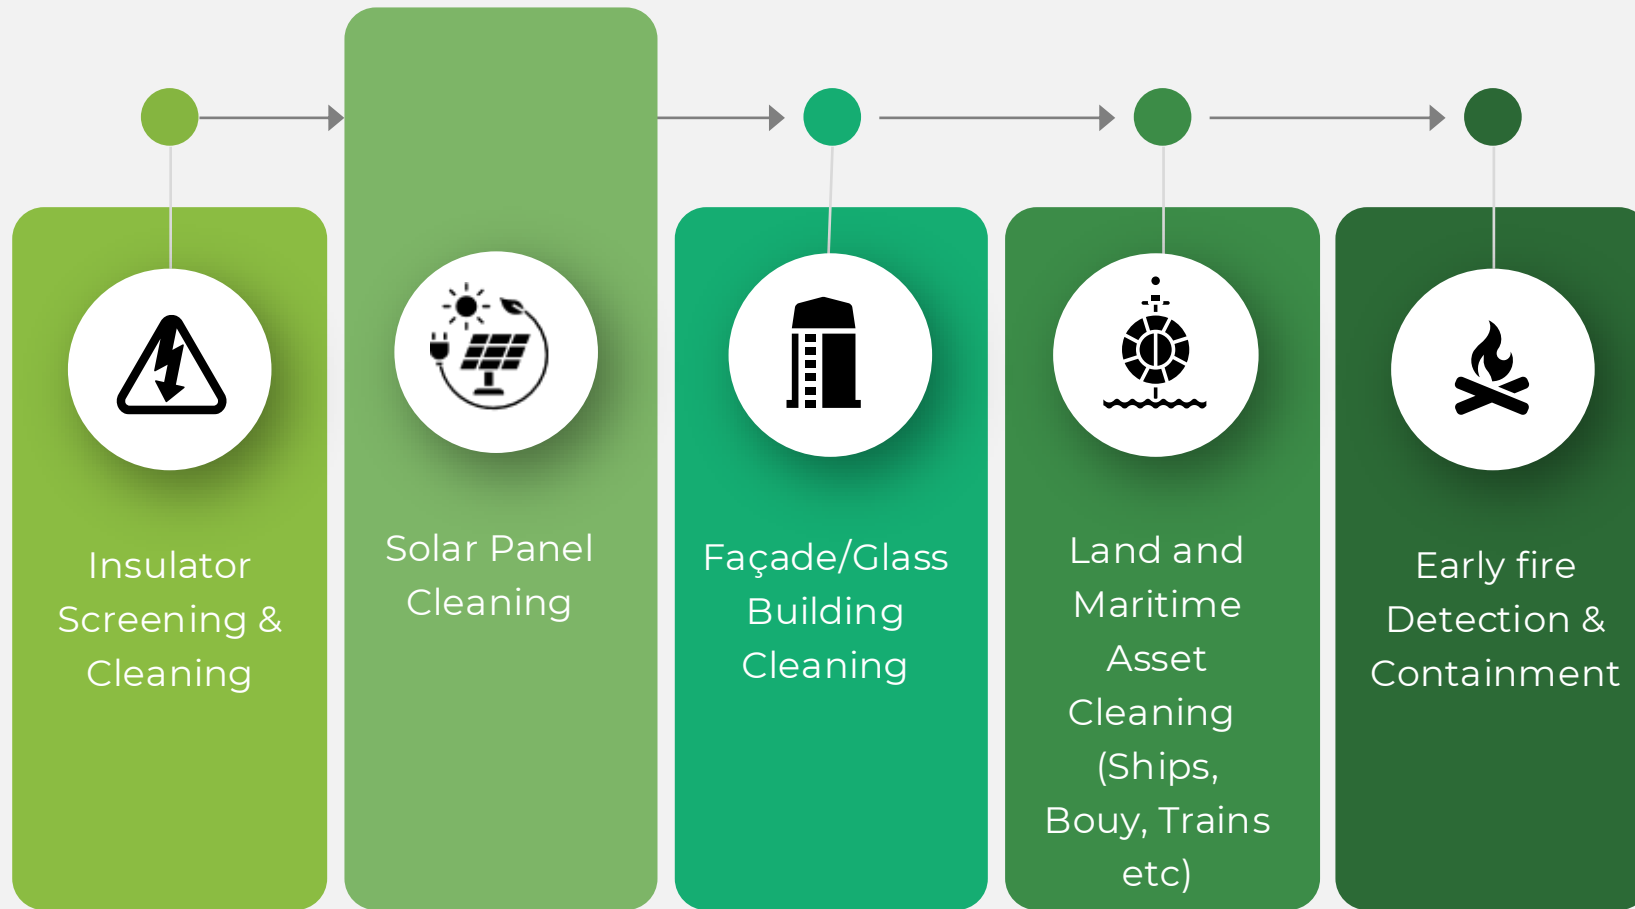 Insulator
Screening &
Cleaning
Solar Panel
Cleaning
Façade/Glass
Building
Cleaning
Land and
Maritime
Asset
Cleaning
(Ships,
Bouy, Trains
etc)
Early fire
Detection &
Containment